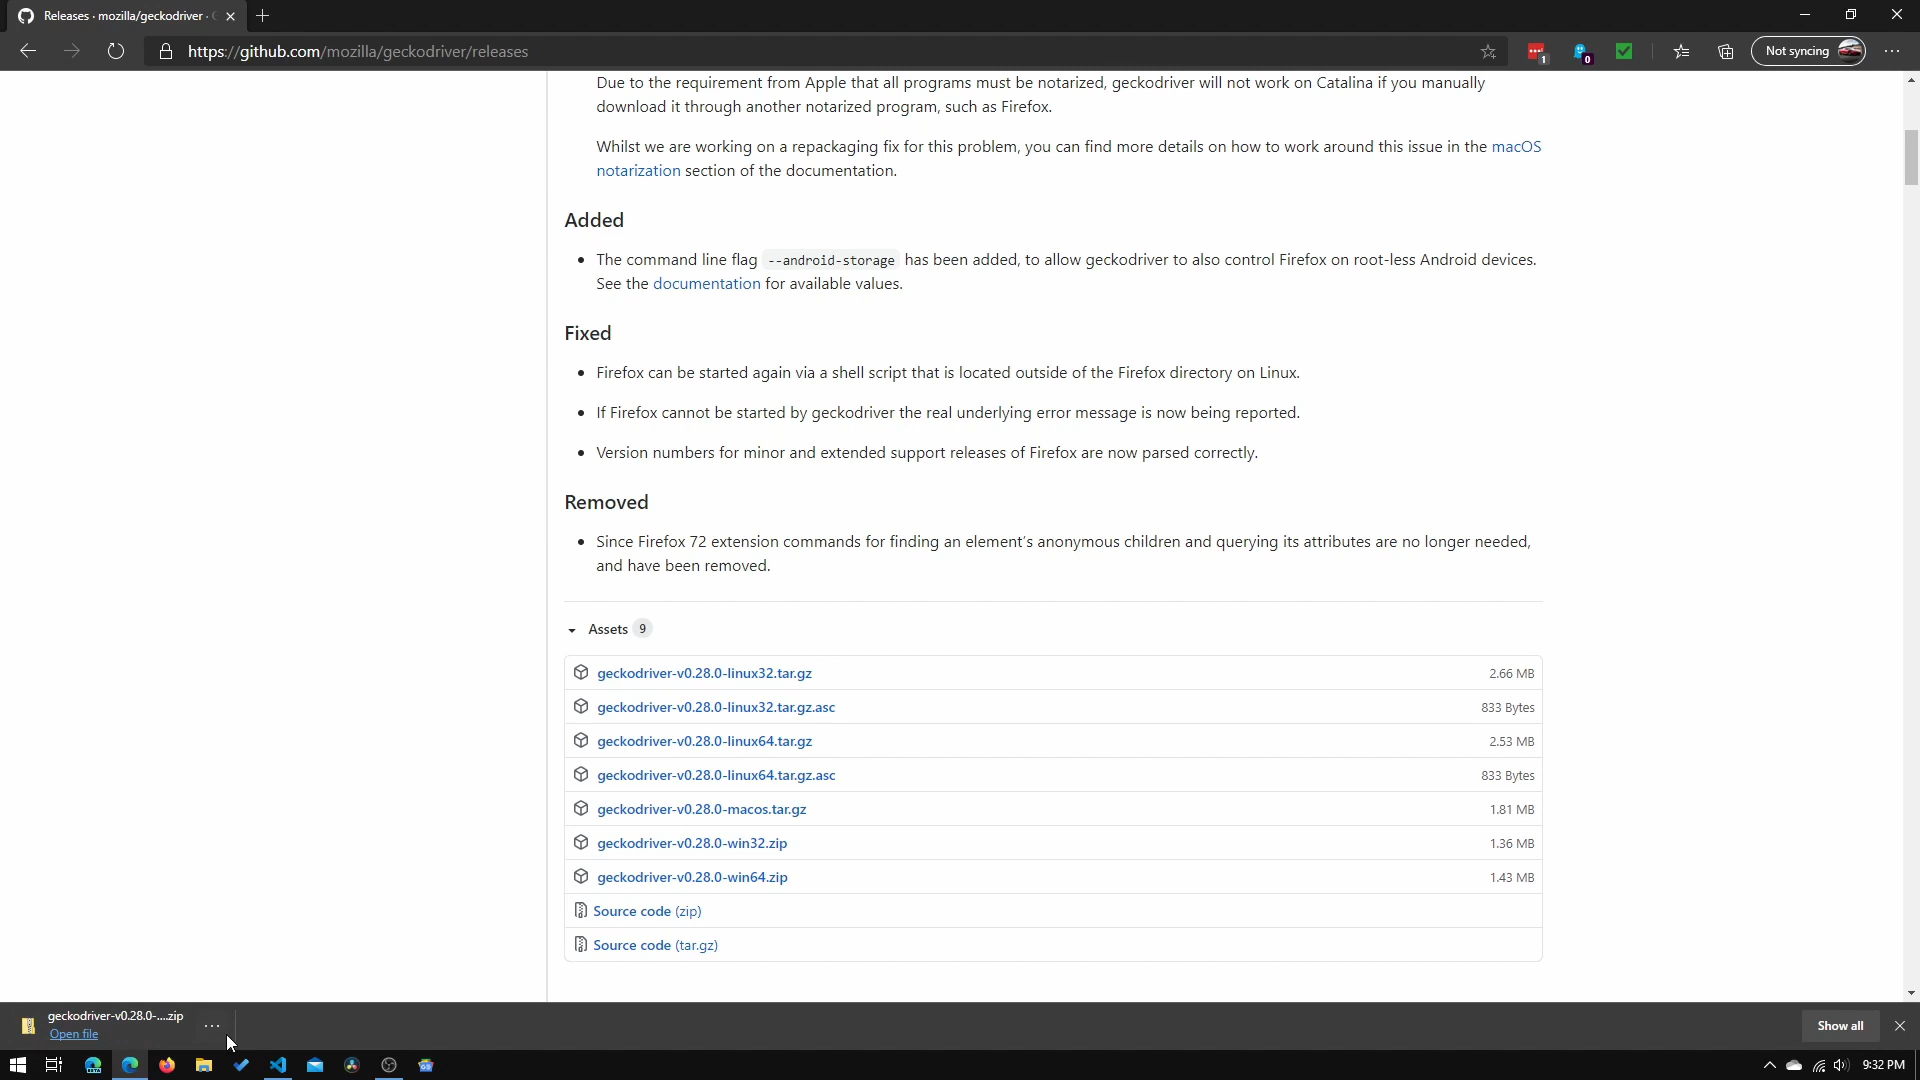 Releases · mozilla/geckodriver ·
https://github.com/mozilla/geckodriver/releases
1
0
Not syncing
Due to the requirement from Apple that all programs must be notarized, geckodriver will not work on Catalina if you manually
download it through another notarized program, such as Firefox.
Whilst we are working on a repackaging fix for this problem, you can find more details on how to work around this issue in the macOS
notarization section of the documentation.
Added
The command line flag --android-storage has been added, to allow geckodriver to also control Firefox on root-less Android devices.
See the documentation for available values.
Fixed
Firefox can be started again via a shell script that is located outside of the Firefox directory on Linux.
If Firefox cannot be started by geckodriver the real underlying error message is now being reported.
Version numbers for minor and extended support releases of Firefox are now parsed correctly.
Removed
Since Firefox 72 extension commands for finding an element's anonymous children and querying its attributes are no longer needed,
and have been removed.
Assets 9
geckodriver-v0.28.0-linux32.tar.gz 2.66 MB
geckodriver-v0.28.0-linux32.tar.gz.asc 833 Bytes
geckodriver-v0.28.0-linux64.tar.gz 2.53 MB
geckodriver-v0.28.0-linux64.tar.gz.asc 833 Bytes
geckodriver-v0.28.0-macos.tar.gz 1.81 MB
geckodriver-v0.28.0-win32.zip 1.36 MB
geckodriver-v0.28.0-win64.zip 1.43 MB
Source code (zip)
Source code (tar.gz)
geckodriver-v0.28.0-....zip
Open file
Show all
9:32 PM